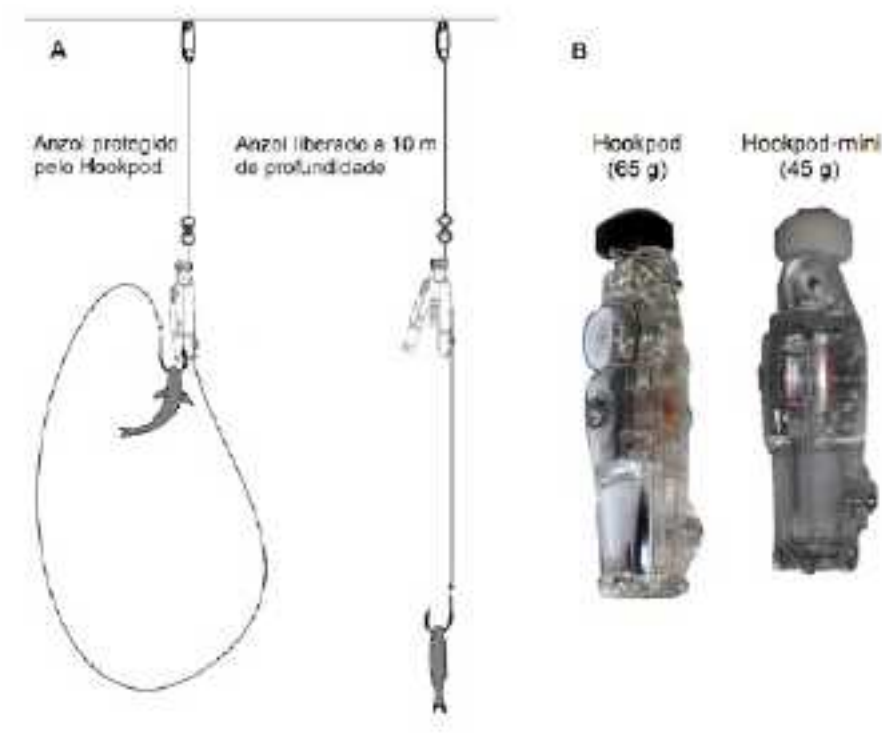 A
B
Anzol protegido
pelo Hookpod
Anzol liberado a 10 m
de profundidade
Hookpod
(65 g)
Hookpod-mini
(45 g)